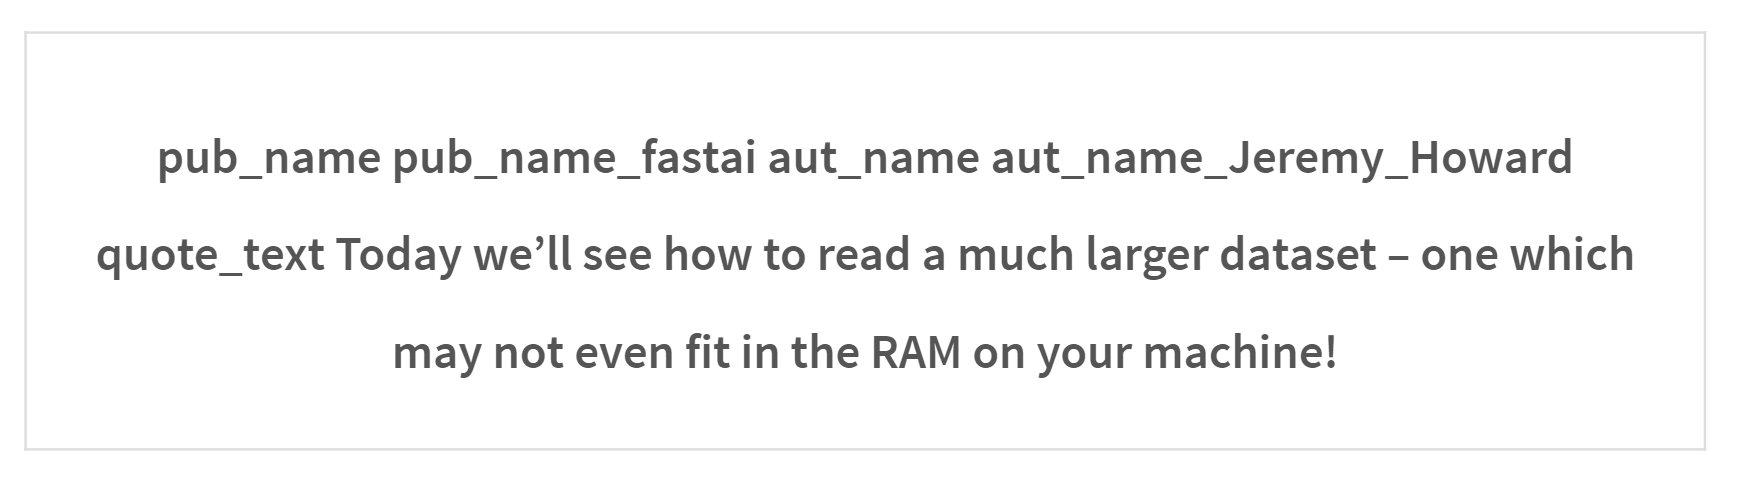 pub_name pub_name_fastai aut_name aut_name_Jeremy_Howard
quote_text Today we’ll see how to read a much larger dataset – one which
may not even fit in the RAM on your machine!